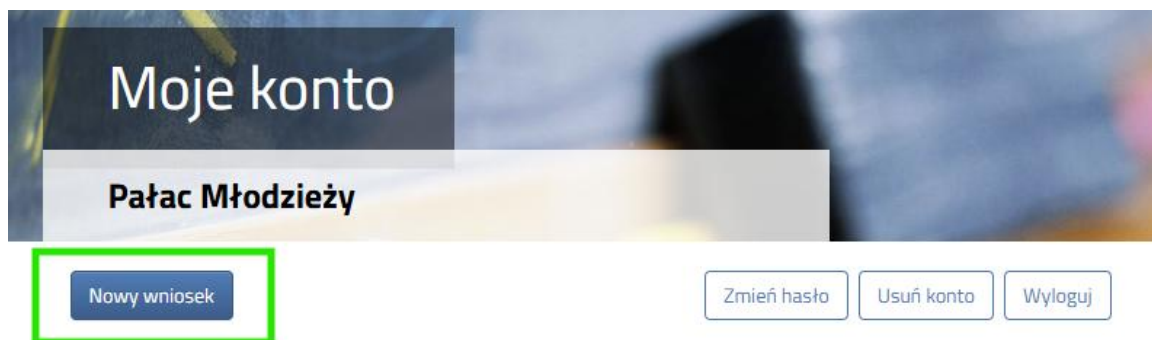 Moje konto
Pałac Młodzieży
Nowy wniosek Zmień hasło Usuń konto Wyloguj